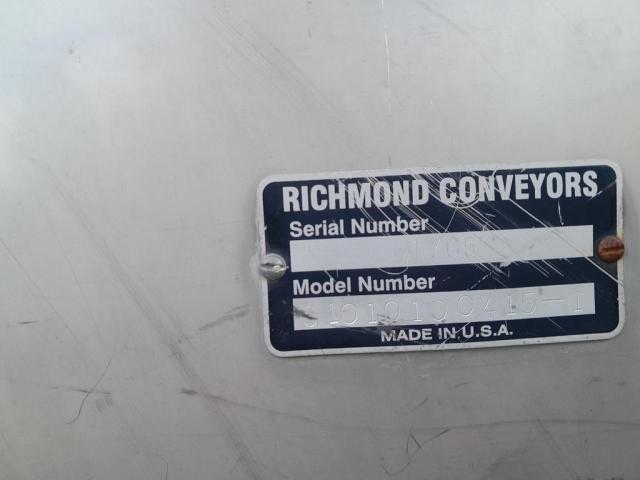 RICHMOND CONVEYORS
Serial Number
Model Number
MADE IN U.S.A.